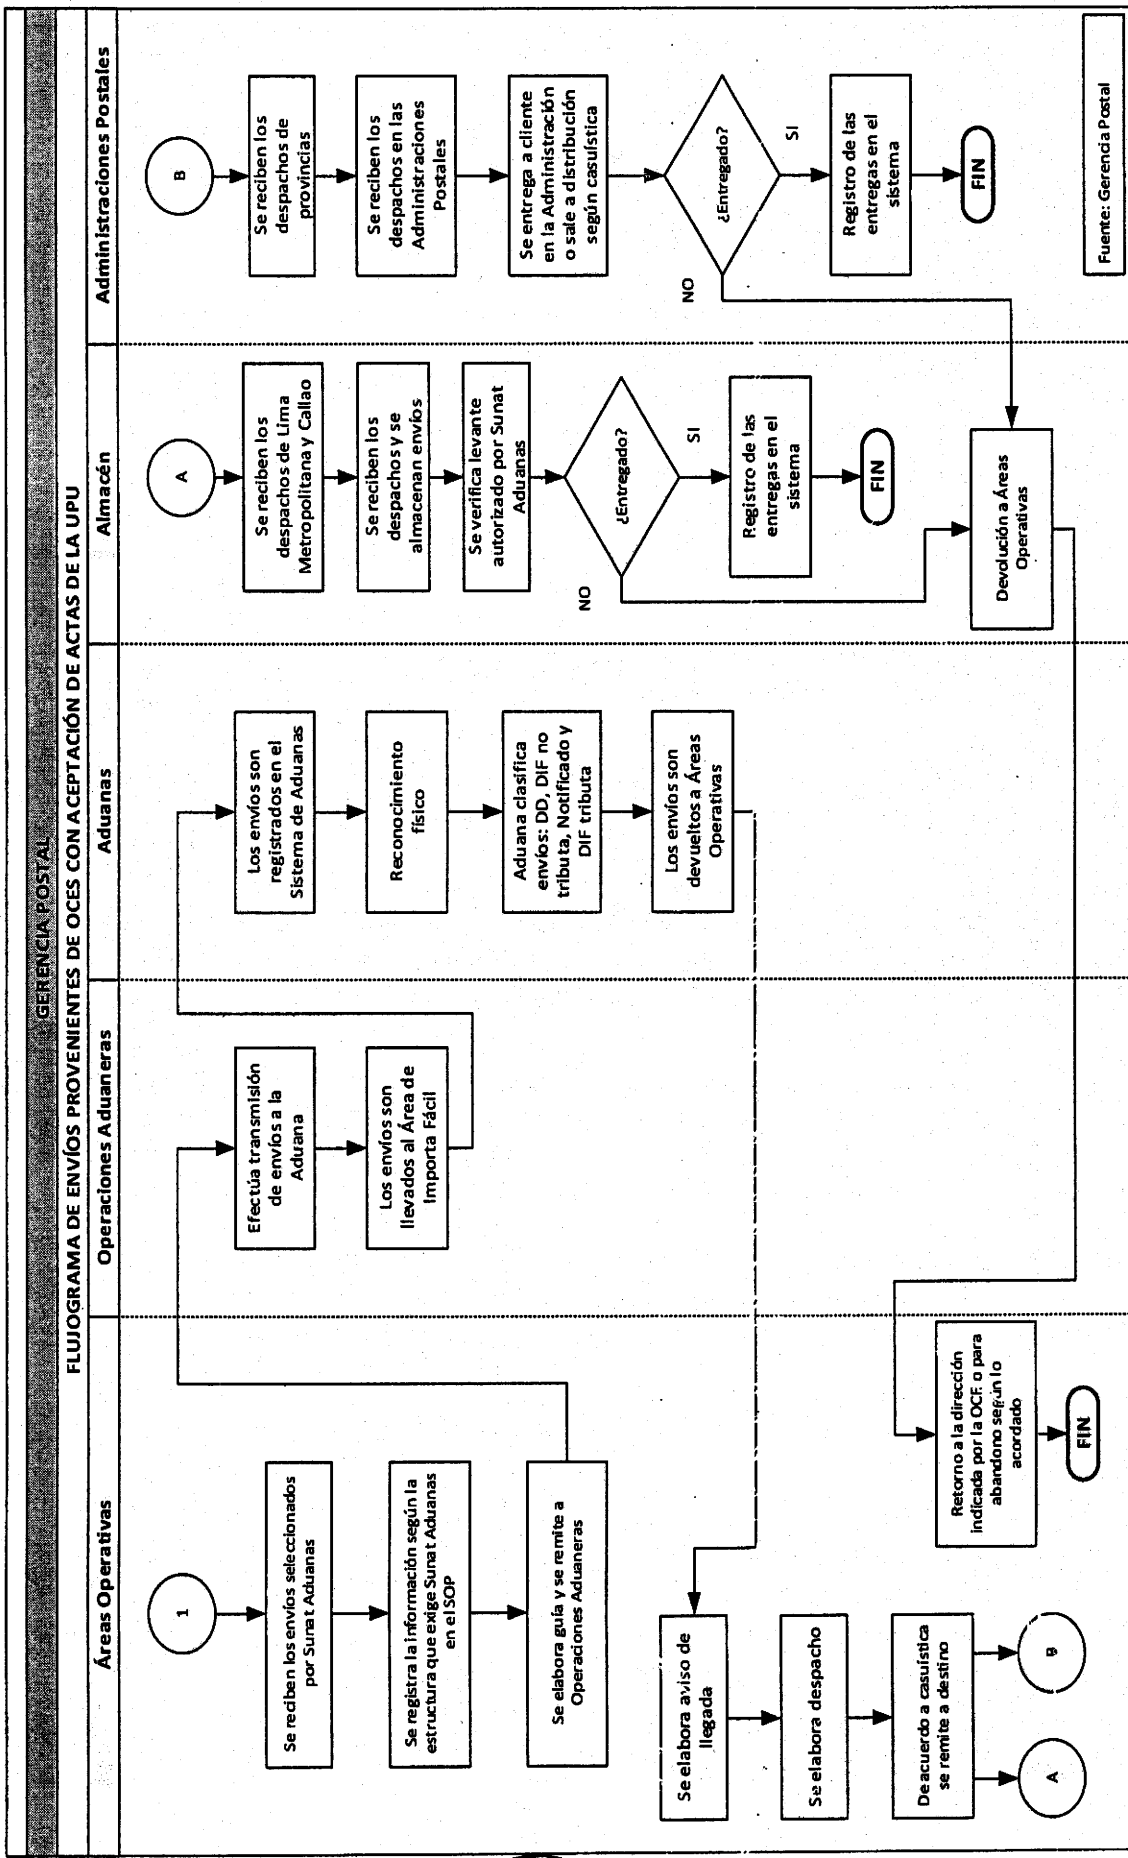 GERENCIA POSTAL
FLUJOGRAMA DE ENVÍOS PROVENIENTES DE OCES CON ACEPTACIÓN DE ACTAS DE LA UPU
Áreas Operativas
Operaciones Aduaneras
Aduanas
Almacén
Administraciones Postales
1
Se reciben los envíos seleccionados
por Sunat Aduanas
Se registra la información según la
estructura que exige Sunat Aduanas
en el SOP
Se elabora guía y se remite a
Operaciones Aduaneras
Se elabora aviso de
llegada
Se elabora despacho
De acuerdo a casuística
se remite a destino
A
B
Retorno a la dirección
indicada por la OCE o para
abandono según lo
acordado
FIN
Efectúa transmisión
de envíos a la
Aduana
Los envíos son
llevados al Área de
Importa Fácil
Los envíos son
registrados en el
Sistema de Aduanas
Reconocimiento
físico
Aduana clasifica
envíos: DD, DIF no
tributa, Notificado y
DIF tributa
Los envíos son
devueltos a Áreas
Operativas
A
Se reciben los
despachos de Lima
Metropolitana y Callao
Se reciben los
despachos y se
almacenan envíos
Se verifica levante
autorizado por Sunat
Aduanas
¿Entregado?
NO
SI
Registro de las
entregas en el
sistema
FIN
Devolución a Áreas
Operativas
B
Se reciben los
despachos de
provincias
Se reciben los
despachos en las
Administraciones
Postales
Se entrega a cliente
en la Administración
o sale a distribución
según casuística
¿Entregado?
NO
SI
Registro de las
entregas en el
sistema
FIN
Fuente: Gerencia Postal